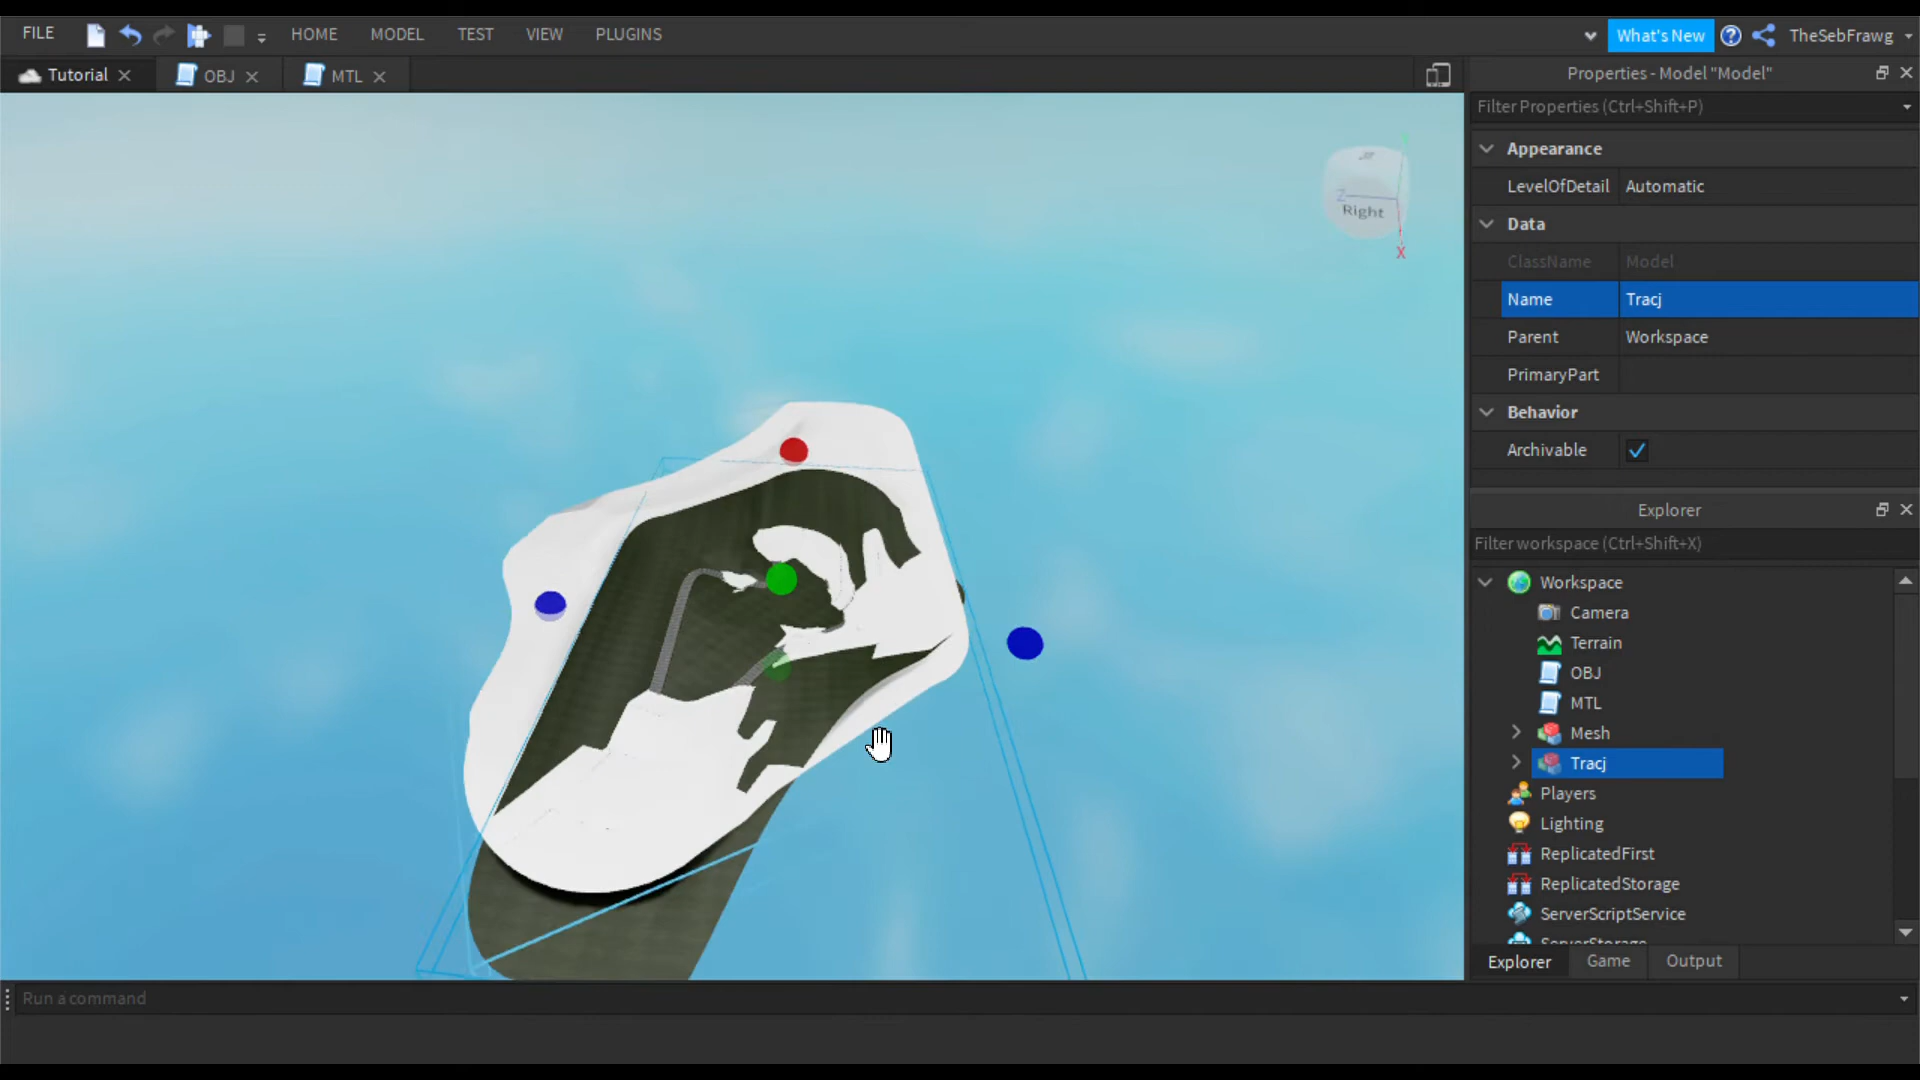 FILE HOME MODEL TEST VIEW PLUGINS What's New TheSebFrawg
Tutorial OBJ MTL
Properties - Model "Model"
Filter Properties (Ctrl+Shift+P)
Appearance
LevelOfDetail Automatic
Data
ClassName Model
Name Tracj
Parent Workspace
PrimaryPart
Behavior
Archivable
Z Right
X
Explorer
Filter workspace (Ctrl+Shift+X)
Workspace
Camera
Terrain
OBJ
MTL
Mesh
Tracj
Players
Lighting
ReplicatedFirst
ReplicatedStorage
ServerScriptService
ServerStorage
Explorer Game Output
Run a command